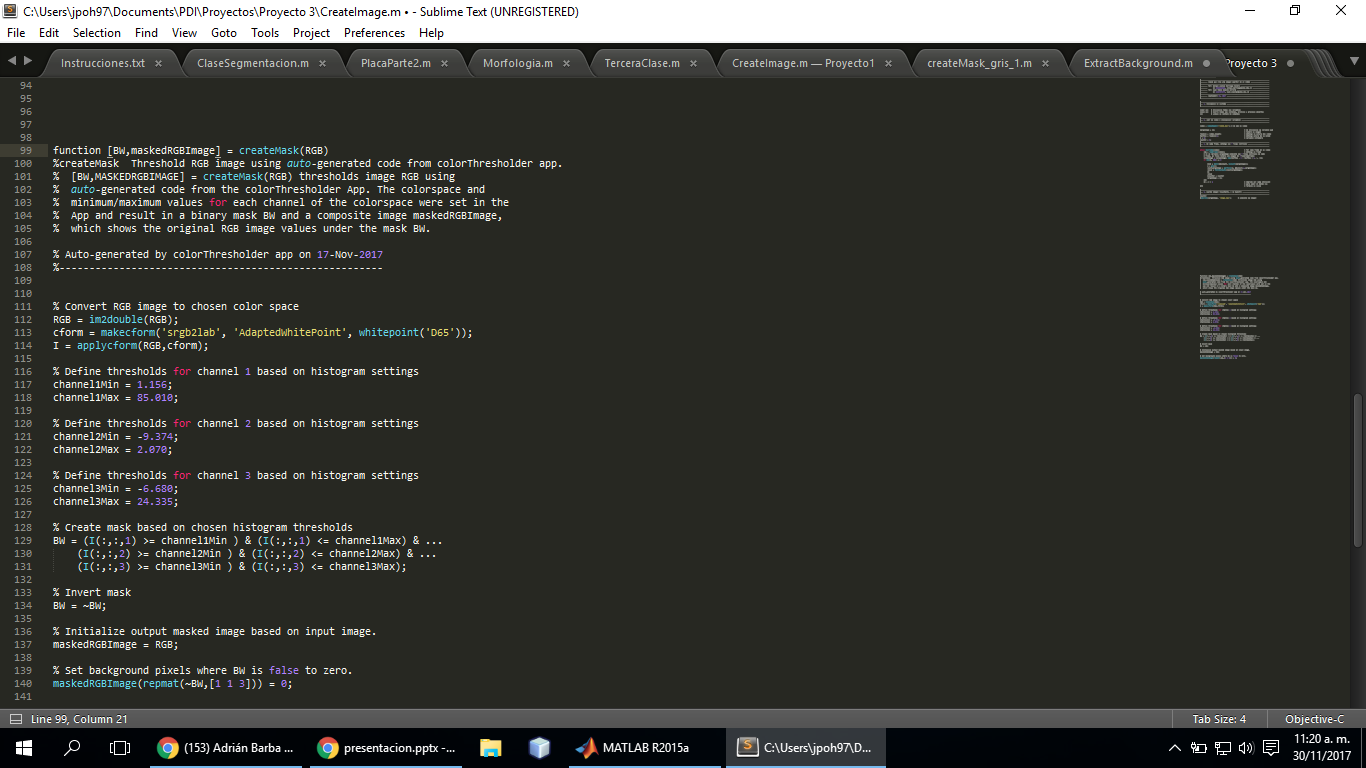 C:\Users\jpoh97\Documents\PDI\Proyectos\Proyecto 3\CreateImage.m • - Sublime Text (UNREGISTERED)
File Edit Selection Find View Goto Tools Project Preferences Help
Instrucciones.txt ClaseSegmentacion.m PlacaParte2.m Morfologia.m TerceraClase.m CreateImage.m — Proyecto1 createMask_gris_1.m ExtractBackground.m Proyecto 3
94
95
96
97
98
99 function [BW,maskedRGBImage] = createMask(RGB)
100 %createMask  Threshold RGB image using auto-generated code from colorThresholder app.
101 %  [BW,MASKEDRGBIMAGE] = createMask(RGB) thresholds image RGB using
102 %  auto-generated code from the colorThresholder App. The colorspace and
103 %  minimum/maximum values for each channel of the colorspace were set in the
104 %  App and result in a binary mask BW and a composite image maskedRGBImage,
105 %  which shows the original RGB image values under the mask BW.
106
107 % Auto-generated by colorThresholder app on 17-Nov-2017
108 %------------------------------------------------------
109
110
111 % Convert RGB image to chosen color space
112 RGB = im2double(RGB);
113 cform = makecform('srgb2lab', 'AdaptedWhitePoint', whitepoint('D65'));
114 I = applycform(RGB,cform);
115
116 % Define thresholds for channel 1 based on histogram settings
117 channel1Min = 1.156;
118 channel1Max = 85.010;
119
120 % Define thresholds for channel 2 based on histogram settings
121 channel2Min = -9.374;
122 channel2Max = 2.070;
123
124 % Define thresholds for channel 3 based on histogram settings
125 channel3Min = -6.680;
126 channel3Max = 24.335;
127
128 % Create mask based on chosen histogram thresholds
129 BW = (I(:,:,1) >= channel1Min ) & (I(:,:,1) <= channel1Max) & ...
130     (I(:,:,2) >= channel2Min ) & (I(:,:,2) <= channel2Max) & ...
131     (I(:,:,3) >= channel3Min ) & (I(:,:,3) <= channel3Max);
132
133 % Invert mask
134 BW = ~BW;
135
136 % Initialize output masked image based on input image.
137 maskedRGBImage = RGB;
138
139 % Set background pixels where BW is false to zero.
140 maskedRGBImage(repmat(~BW,[1 1 3])) = 0;
141
Line 99, Column 21 Tab Size: 4 Objective-C
(153) Adrián Barba ... presentacion.pptx -... MATLAB R2015a C:\Users\jpoh97\D... 11:20 a. m.
30/11/2017